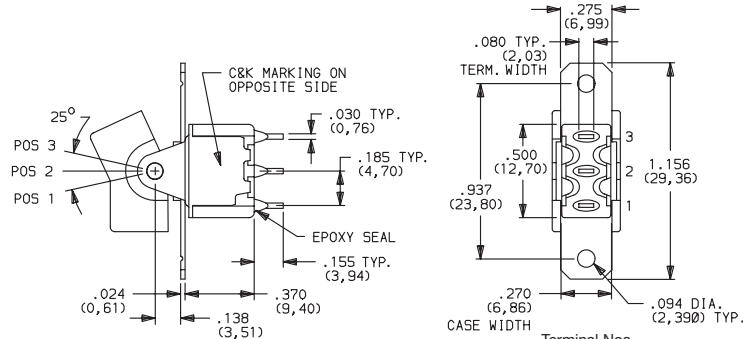 C&K MARKING ON
OPPOSITE SIDE
25°
POS 3
POS 2
POS 1
.030 TYP.
(0,76)
.185 TYP.
(4,70)
EPOXY SEAL
.155 TYP.
(3,94)
.024
(0,61)
.370
(9,40)
.138
(3,51)
.275
(6,99)
.080 TYP.
(2,03)
TERM. WIDTH
3
2
1
.500
(12,70)
1.156
(29,36)
.937
(23,80)
.270
(6,86)
CASE WIDTH
.094 DIA.
(2,390) TYP.